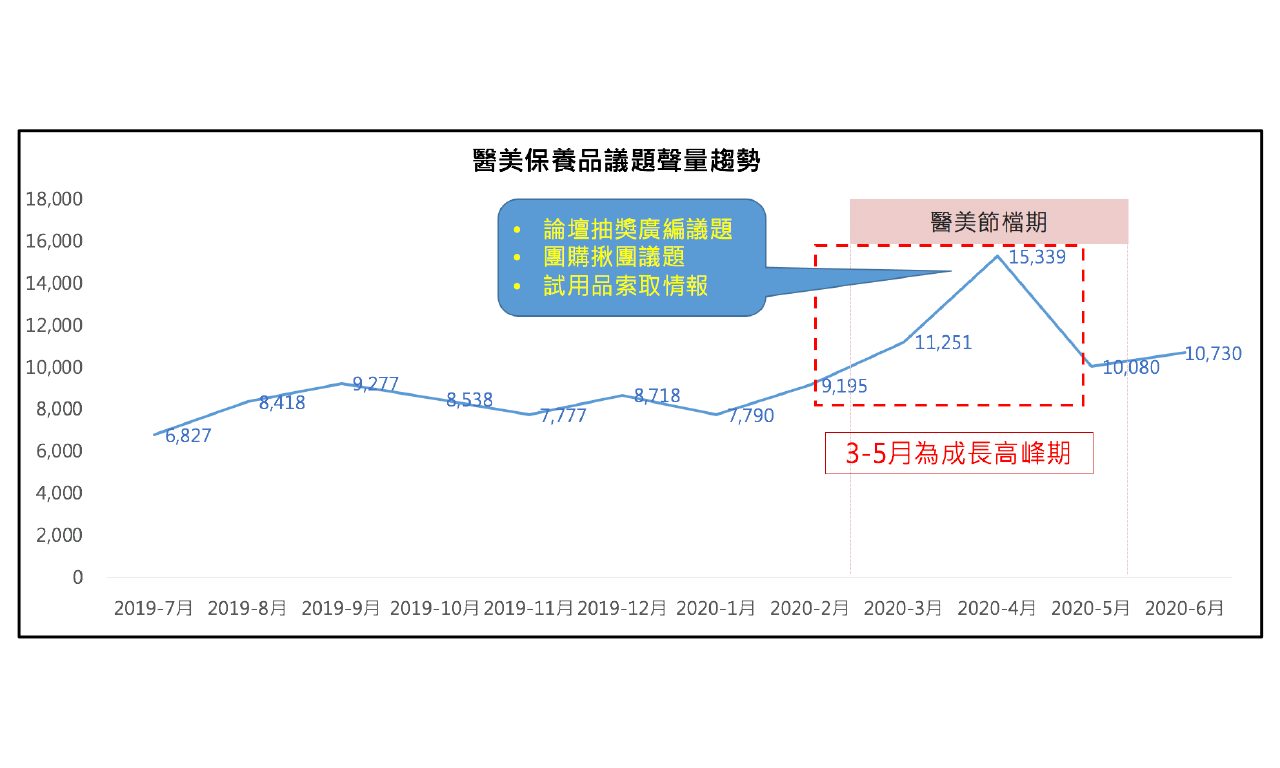 醫美保養品議題聲量趨勢
18,000
16,000
14,000
12,000
10,000
8,000
6,000
4,000
2,000
0
• 論壇抽獎廣編議題
• 團購揪團議題
• 試用品索取情報
醫美節檔期
6,827
8,418
9,277
8,538
7,777
8,718
7,790
9,195
11,251
15,339
10,080
10,730
3-5月為成長高峰期
2019-7月
2019-8月
2019-9月
2019-10月
2019-11月
2019-12月
2020-1月
2020-2月
2020-3月
2020-4月
2020-5月
2020-6月